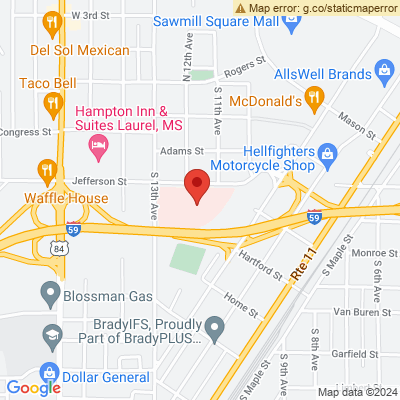 Map error: g.co/staticmaperror
W 3rd St
Sawmill Square Mall
Del Sol Mexican
N 12th Ave
Rogers St
AllsWell Brands
Taco Bell
S 11th Ave
McDonald's
Hampton Inn &
Suites Laurel, MS
Mason St
Congress St
Adams St
Hellfighters
Motorcycle Shop
Jefferson St
S 13th Ave
Waffle House
59
59
84
Rte 11
S Maple St
Monroe St
S 6th Ave
Hartford St
Blossman Gas
Home St
Van Buren St
BradyIFS, Proudly
Part of BradyPLUS...
S 8th Ave
Garfield St
S 9th Ave
Dollar General
S Maple St
Google
Map data ©2024